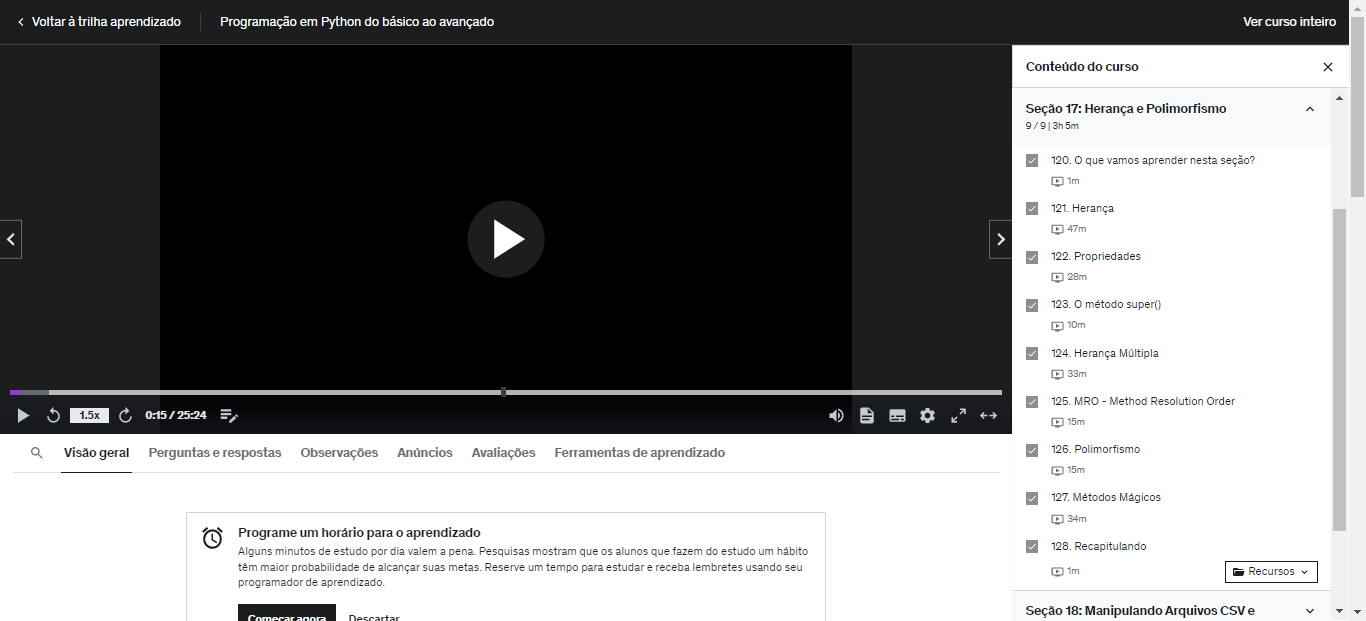 Voltar à trilha aprendizado
Programação em Python do básico ao avançado
Ver curso inteiro
1.5x
0:15 / 25:24
Visão geral
Perguntas e respostas
Observações
Anúncios
Avaliações
Ferramentas de aprendizado
Programe um horário para o aprendizado
Alguns minutos de estudo por dia valem a pena. Pesquisas mostram que os alunos que fazem do estudo um hábito
têm maior probabilidade de alcançar suas metas. Reserve um tempo para estudar e receba lembretes usando seu
programador de aprendizado.
Começar agora
Descartar
Conteúdo do curso
Seção 17: Herança e Polimorfismo
9 / 9 | 3h 5m
120. O que vamos aprender nesta seção?
1m
121. Herança
47m
122. Propriedades
28m
123. O método super()
10m
124. Herança Múltipla
33m
125. MRO - Method Resolution Order
15m
126. Polimorfismo
15m
127. Métodos Mágicos
34m
128. Recapitulando
1m
Recursos
Seção 18: Manipulando Arquivos CSV e